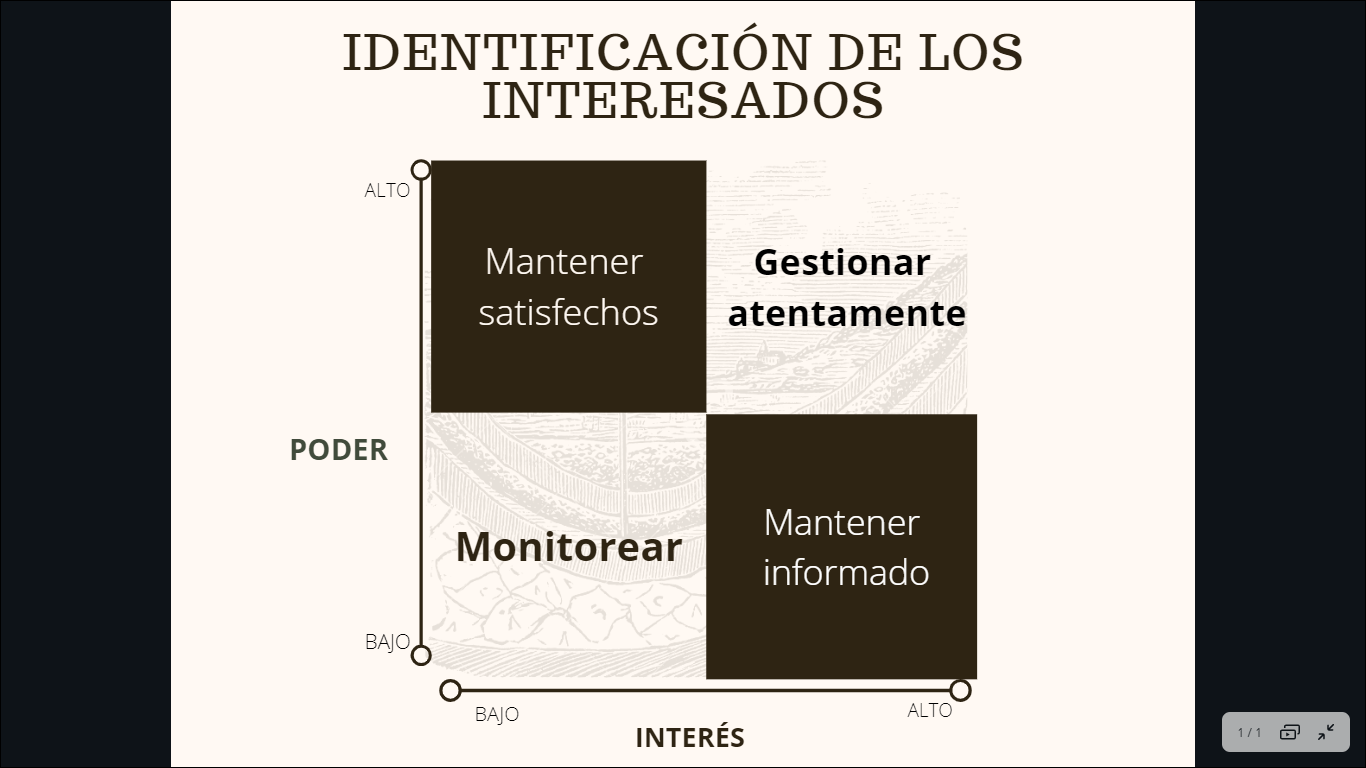 IDENTIFICACIÓN DE LOS
INTERESADOS
ALTO
Mantener
satisfechos
Gestionar
atentamente
PODER
Monitorear
Mantener
informado
BAJO
BAJO
ALTO
INTERÉS
1 / 1